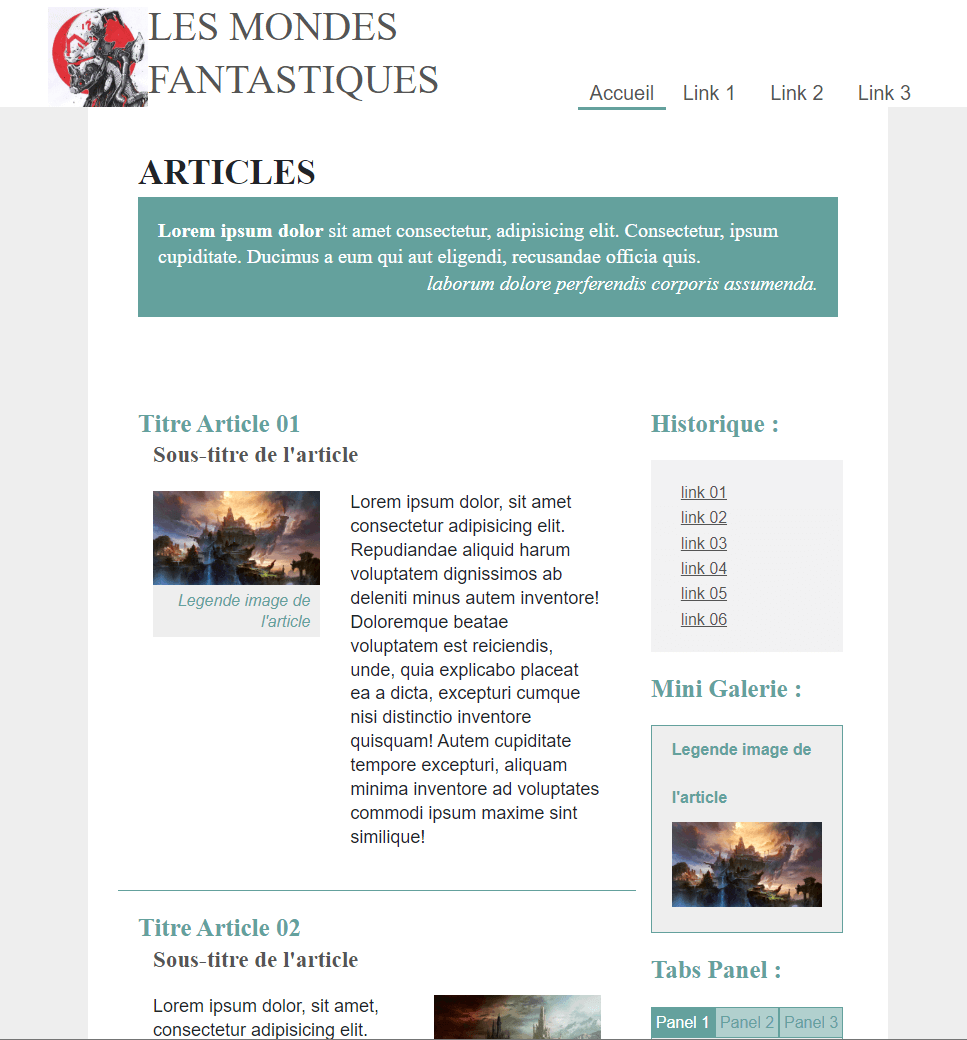 LES MONDES
FANTASTIQUES
Accueil Link 1 Link 2 Link 3
ARTICLES
Lorem ipsum dolor sit amet consectetur, adipisicing elit. Consectetur, ipsum
cupiditate. Ducimus a eum qui aut eligendi, recusandae officia quis.
laborum dolore perferendis corporis assumenda.
Titre Article 01
Sous-titre de l'article
Legende image de
l'article
Lorem ipsum dolor, sit amet
consectetur adipisicing elit.
Repudiandae aliquid harum
voluptatem dignissimos ab
deleniti minus autem inventore!
Doloremque beatae
voluptatem est reiciendis,
unde, quia explicabo placeat
ea a dicta, excepturi cumque
nisi distinctio inventore
quisquam! Autem cupiditate
tempore excepturi, aliquam
minima inventore ad voluptates
commodi ipsum maxime sint
similique!
Titre Article 02
Sous-titre de l'article
Lorem ipsum dolor, sit amet,
consectetur adipisicing elit.
Historique :
link 01
link 02
link 03
link 04
link 05
link 06
Mini Galerie :
Legende image de
l'article
Tabs Panel :
Panel 1 Panel 2 Panel 3